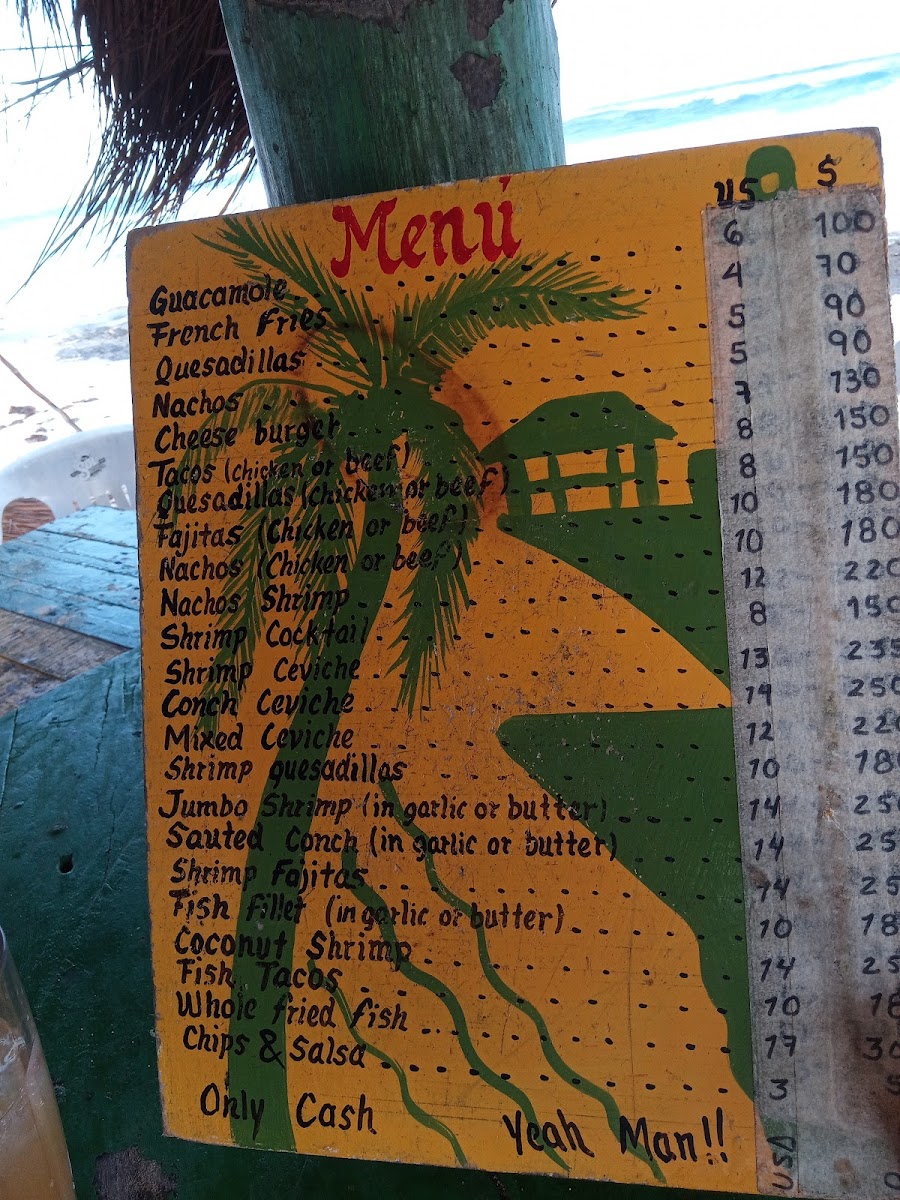 Menú US $
Guacamole 6 100
French Fries 4 70
Quesadillas 5 90
Nachos 5 90
Cheese burger 7 130
Tacos (chicken or beef) 8 150
Quesadillas (chicken or beef) 8 150
Fajitas (Chicken or beef) 10 180
Nachos (Chicken or beef) 10 180
Nachos Shrimp 12 220
Shrimp Cocktail 8 150
Shrimp Ceviche 13 235
Conch Ceviche 14 250
Mixed Ceviche 12 220
Shrimp quesadillas 10 180
Jumbo Shrimp (in garlic or butter) 14 250
Sauted Conch (in garlic or butter) 14
Shrimp Fajitas 14
Fish fillet (in garlic or butter) 10
Coconut Shrimp 14
Fish Tacos 10
Whole fried fish 17
Chips & Salsa 3
Only Cash Yeah Man!! USD